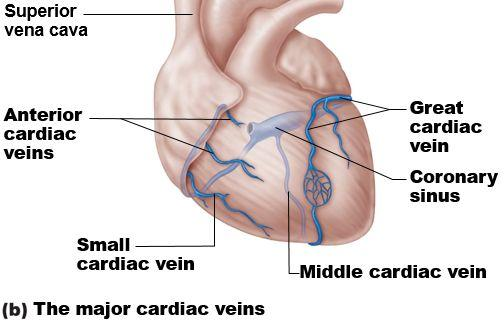 Superior
vena cava
Anterior
cardiac
veins
Great
cardiac
vein
Coronary
sinus
Small
cardiac vein
Middle cardiac vein
(b) The major cardiac veins